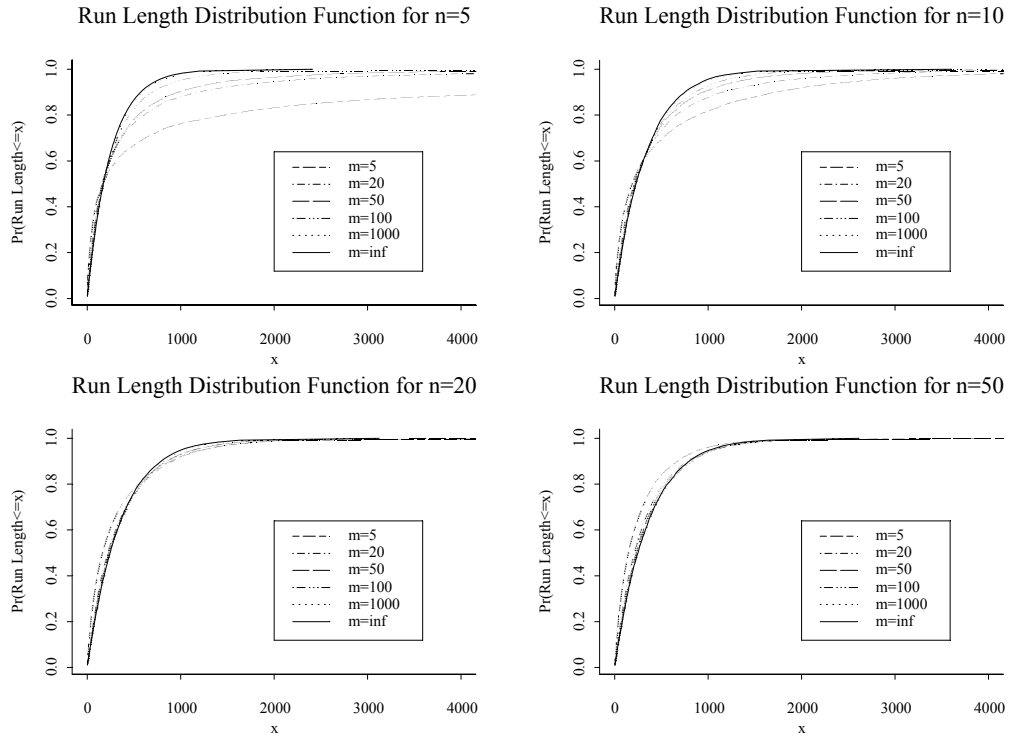 Run Length Distribution Function for n=5
Pr(Run Length<=x)
0.0 0.2 0.4 0.6 0.8 1.0
m=5
m=20
m=50
m=100
m=1000
m=inf
0 1000 2000 3000 4000
x
Run Length Distribution Function for n=10
Pr(Run Length<=x)
0.0 0.2 0.4 0.6 0.8 1.0
m=5
m=20
m=50
m=100
m=1000
m=inf
0 1000 2000 3000 4000
x
Run Length Distribution Function for n=20
Pr(Run Length<=x)
0.0 0.2 0.4 0.6 0.8 1.0
m=5
m=20
m=50
m=100
m=1000
m=inf
0 1000 2000 3000 4000
x
Run Length Distribution Function for n=50
Pr(Run Length<=x)
0.0 0.2 0.4 0.6 0.8 1.0
m=5
m=20
m=50
m=100
m=1000
m=inf
0 1000 2000 3000 4000
x